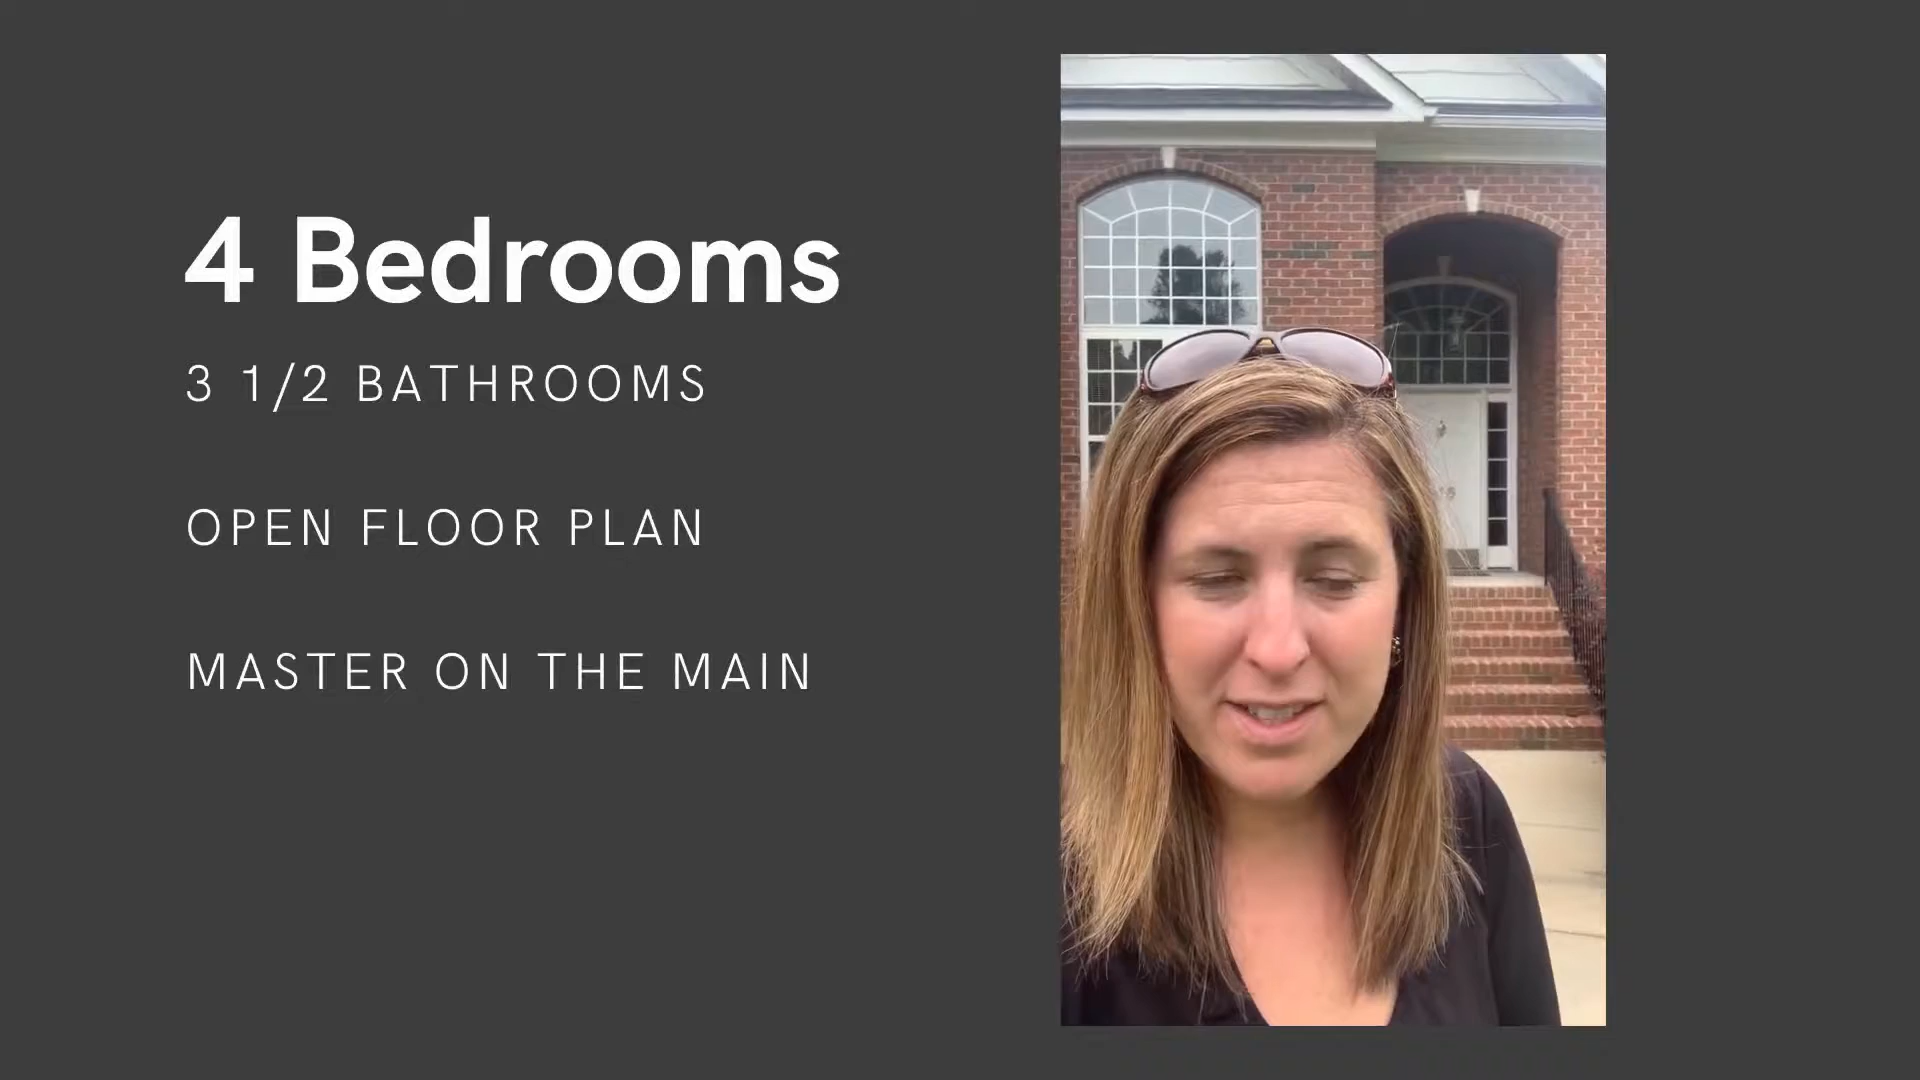 4 Bedrooms
3 1/2 BATHROOMS
OPEN FLOOR PLAN
MASTER ON THE MAIN